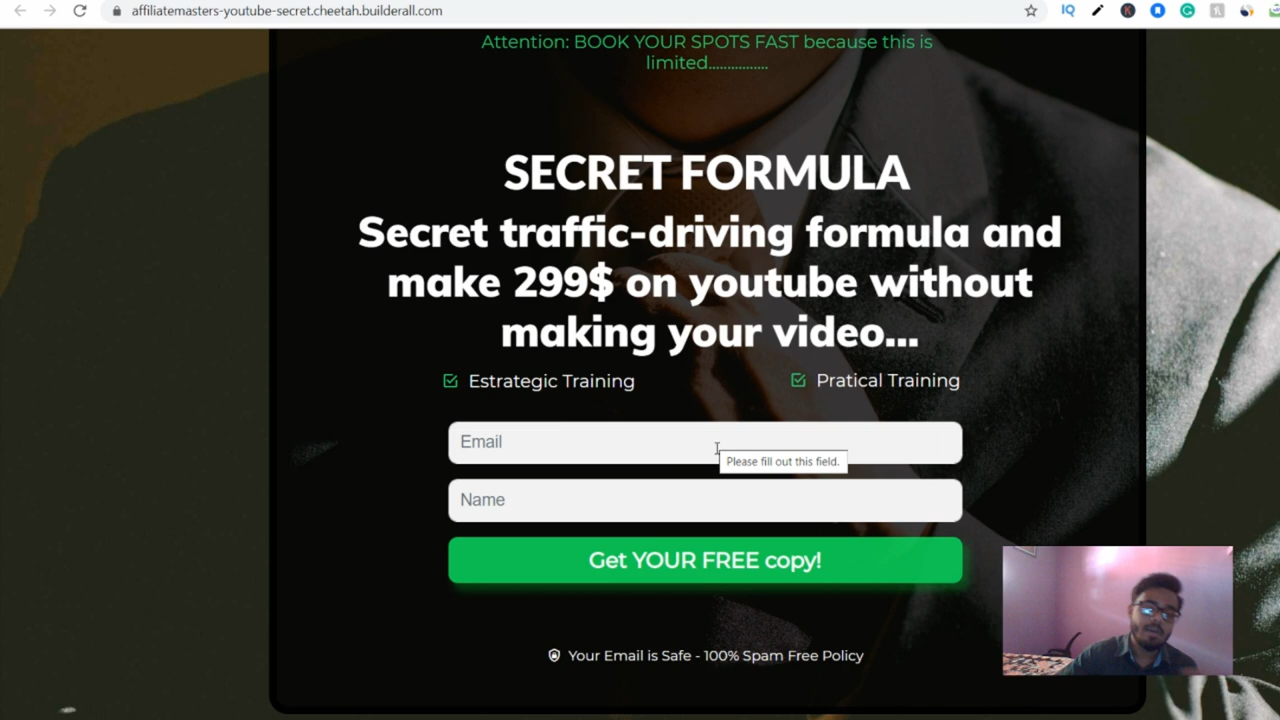 affiliatemasters-youtube-secret.cheetah.builderall.com
IQ
K
Attention: BOOK YOUR SPOTS FAST because this is
limited................
SECRET FORMULA
Secret traffic-driving formula and
make 299$ on youtube without
making your video...
Estrategic Training
Pratical Training
Email
Please fill out this field.
Name
Get YOUR FREE copy!
Your Email is Safe - 100% Spam Free Policy